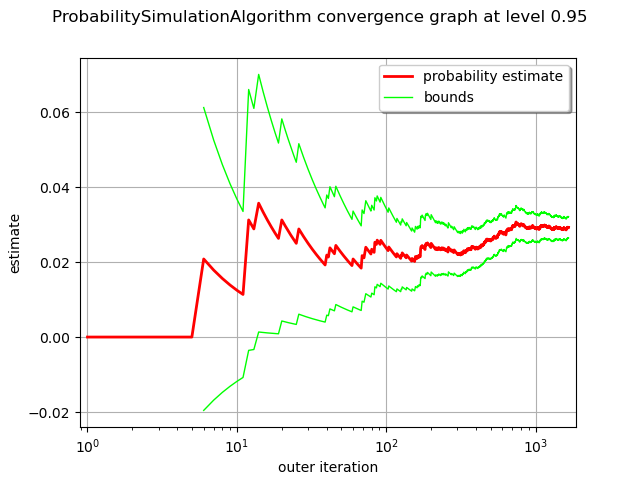 ProbabilitySimulationAlgorithm convergence graph at level 0.95
probability estimate
bounds
0.06
0.04
0.02
0.00
−0.02
estimate
10⁰
10¹
10²
10³
outer iteration